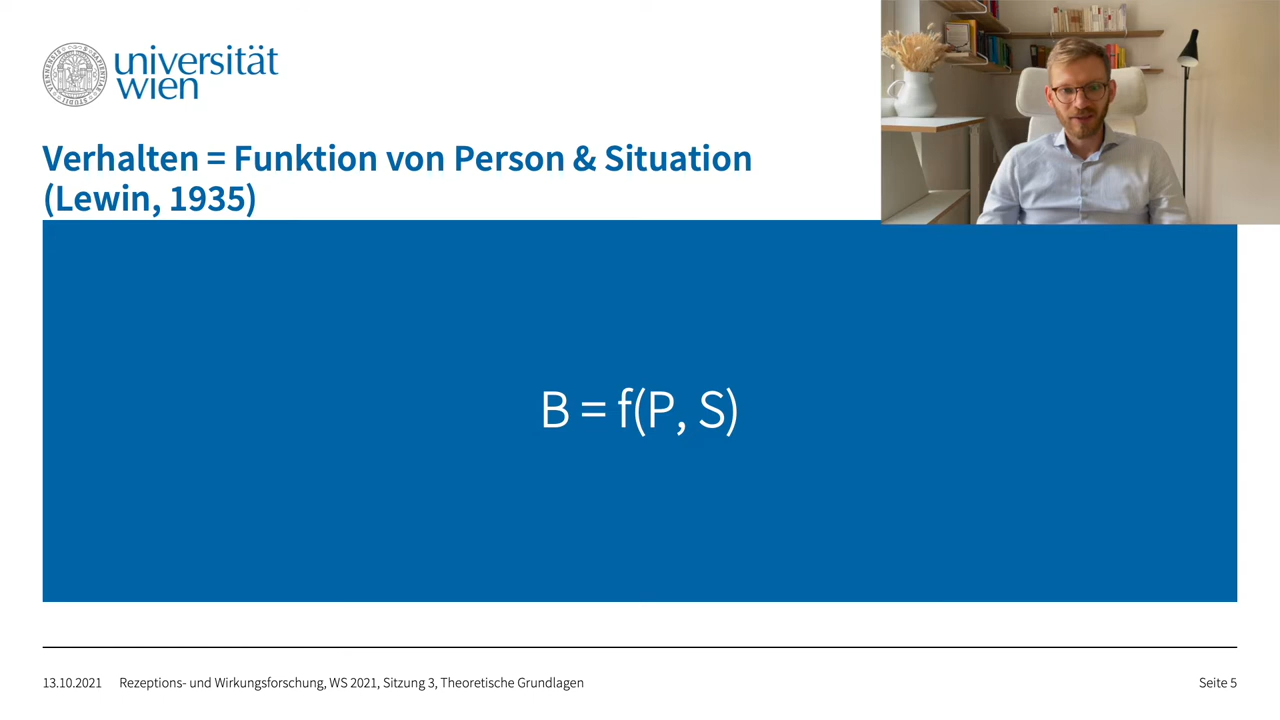 universität
wien
Verhalten = Funktion von Person & Situation
(Lewin, 1935)
B = f(P, S)
13.10.2021 Rezeptions- und Wirkungsforschung, WS 2021, Sitzung 3, Theoretische Grundlagen Seite 5